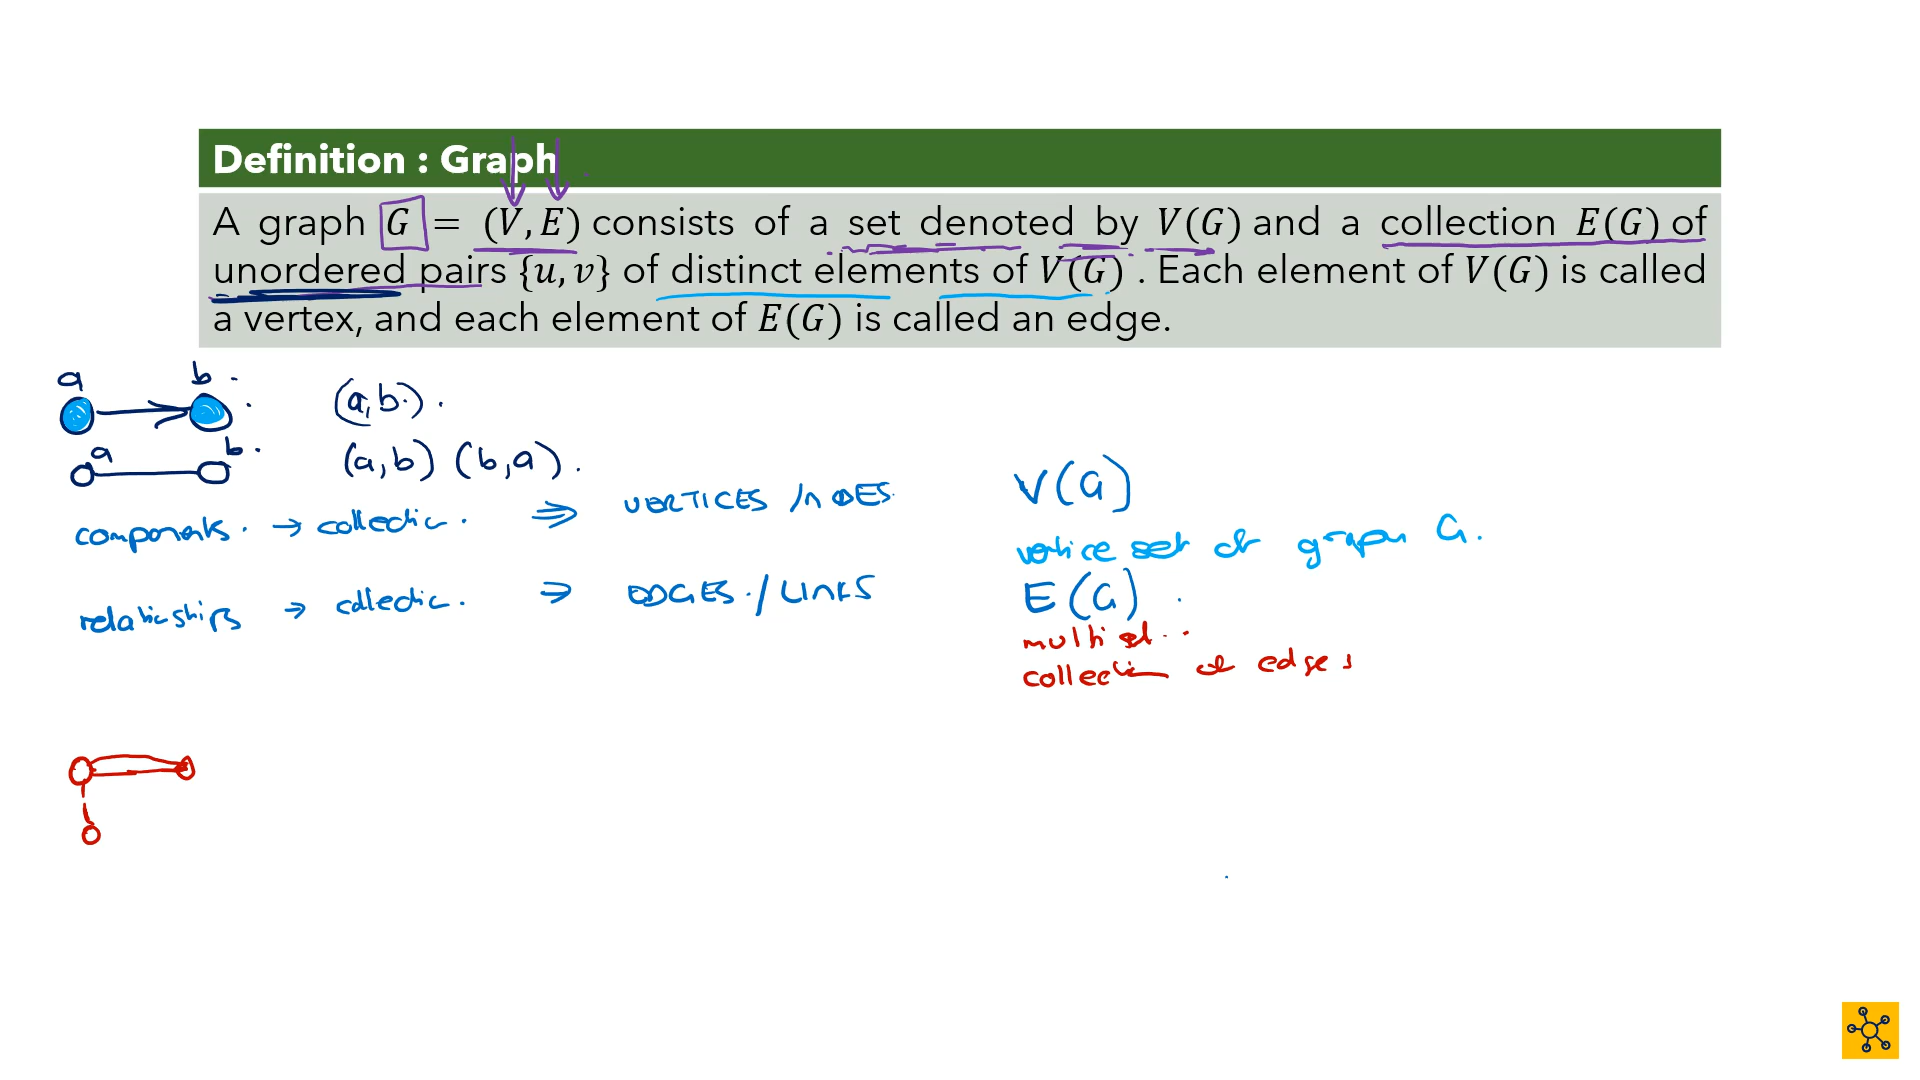 Definition : Graph
A graph G = (V, E) consists of a set denoted by V(G) and a collection E(G) of
unordered pairs {u, v} of distinct elements of V(G) . Each element of V(G) is called
a vertex, and each element of E(G) is called an edge.
a b.
(a,b).
a b.
(a,b) (b,a).
components. → collection. ⇒ VERTICES / NODES.
relationships → collection. ⇒ EDGES. / LINKS
V(G)
vertice set of graph G.
E(G).
multiset..
collection of edges